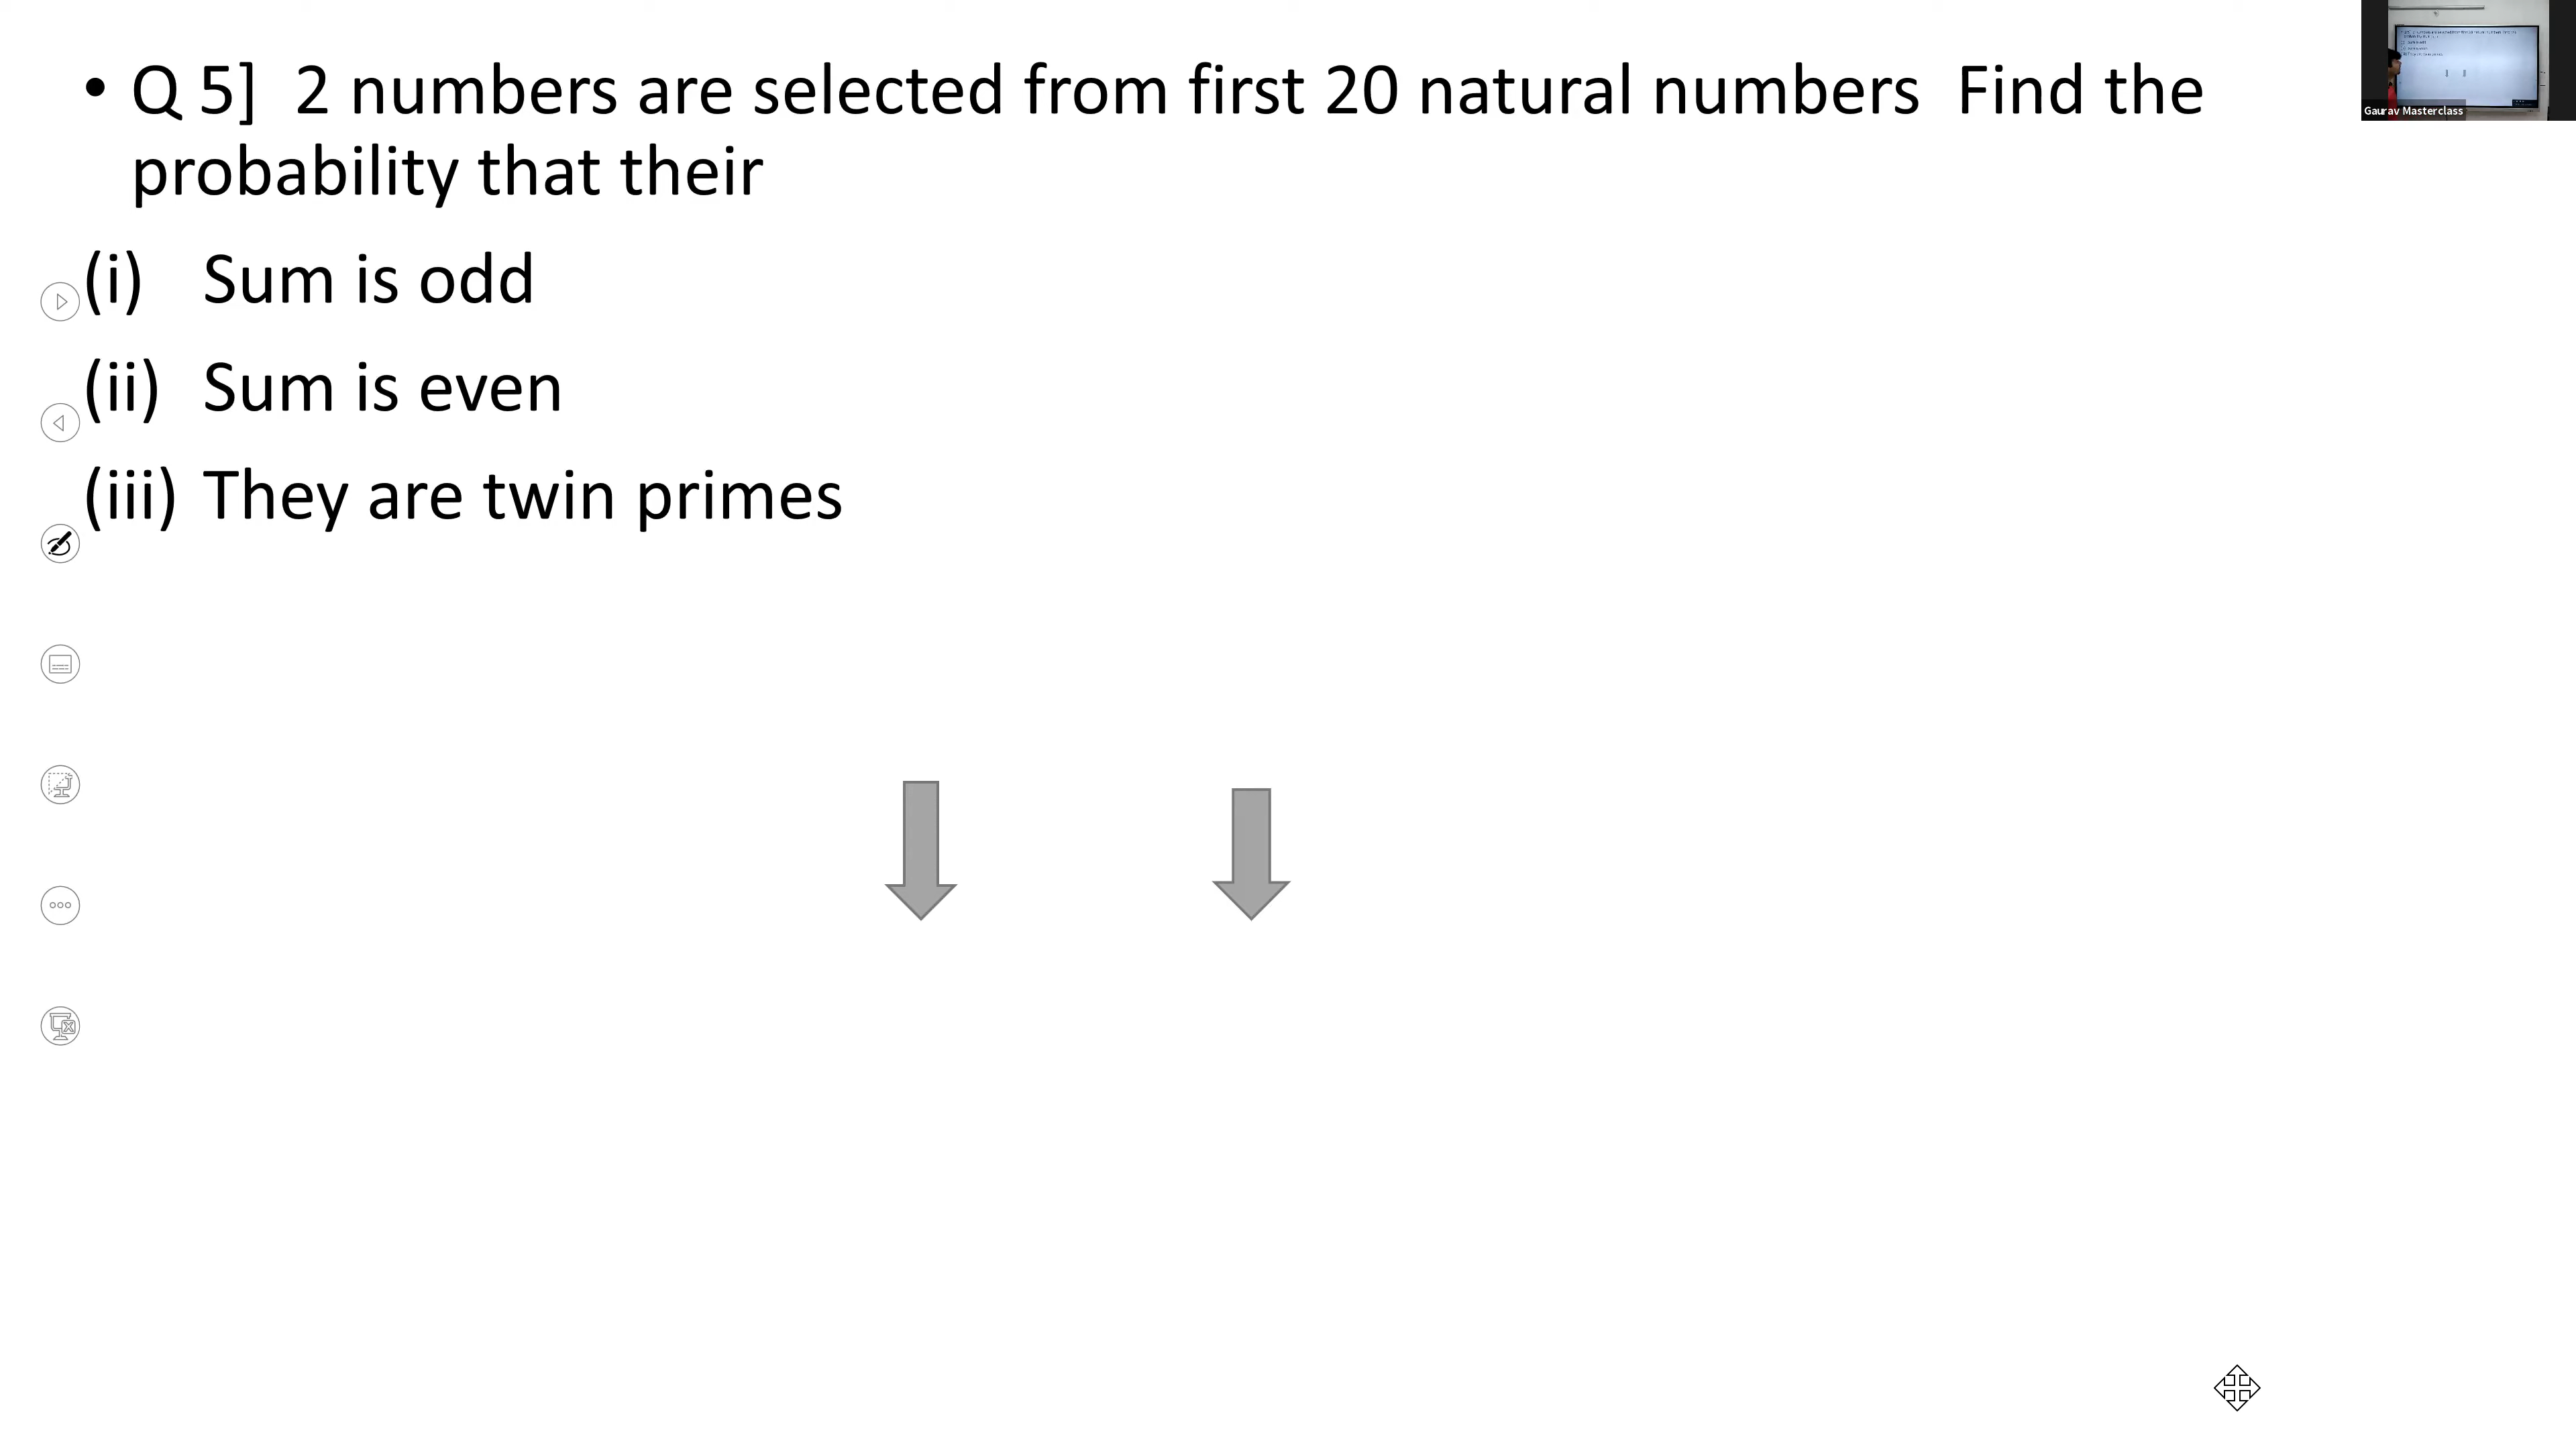 • Q 5]  2 numbers are selected from first 20 natural numbers  Find the
probability that their
(i) Sum is odd
(ii) Sum is even
(iii) They are twin primes
Gaurav Masterclass